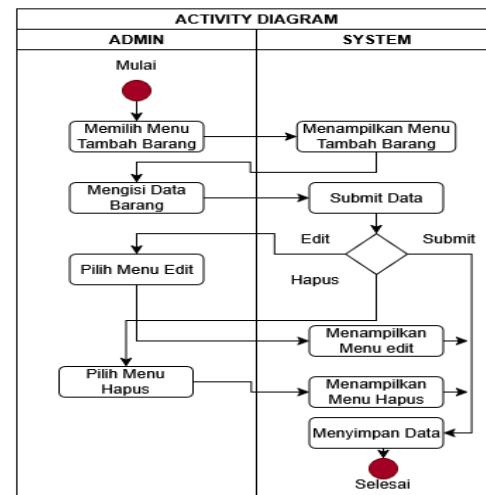 ACTIVITY DIAGRAM
ADMIN
SYSTEM
Mulai
Memilih Menu
Tambah Barang
Menampilkan Menu
Tambah Barang
Mengisi Data
Barang
Submit Data
Edit
Submit
Pilih Menu Edit
Hapus
Menampilkan
Menu edit
Pilih Menu
Hapus
Menampilkan
Menu Hapus
Menyimpan Data
Selesai